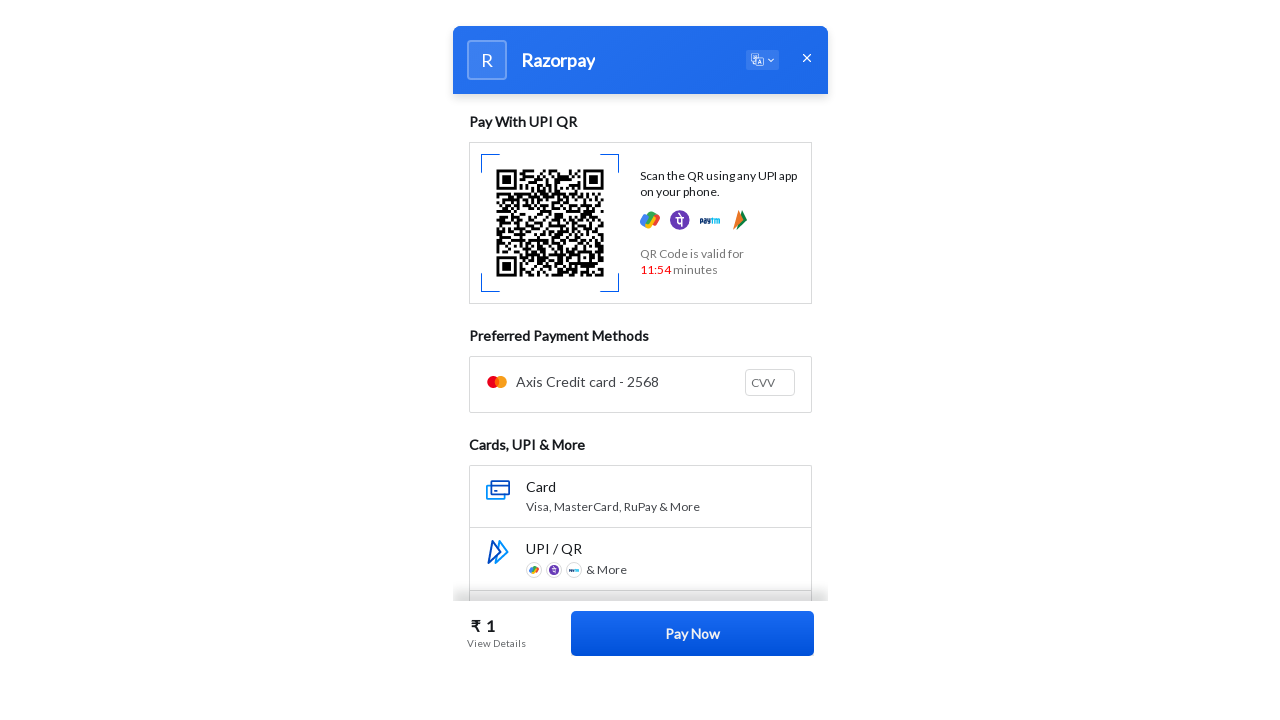 R
Razorpay
Pay With UPI QR
Scan the QR using any UPI app
on your phone.
paytm
QR Code is valid for
11:54 minutes
Preferred Payment Methods
Axis Credit card - 2568
CVV
Cards, UPI & More
Card
Visa, MasterCard, RuPay & More
UPI / QR
& More
₹ 1
View Details
Pay Now